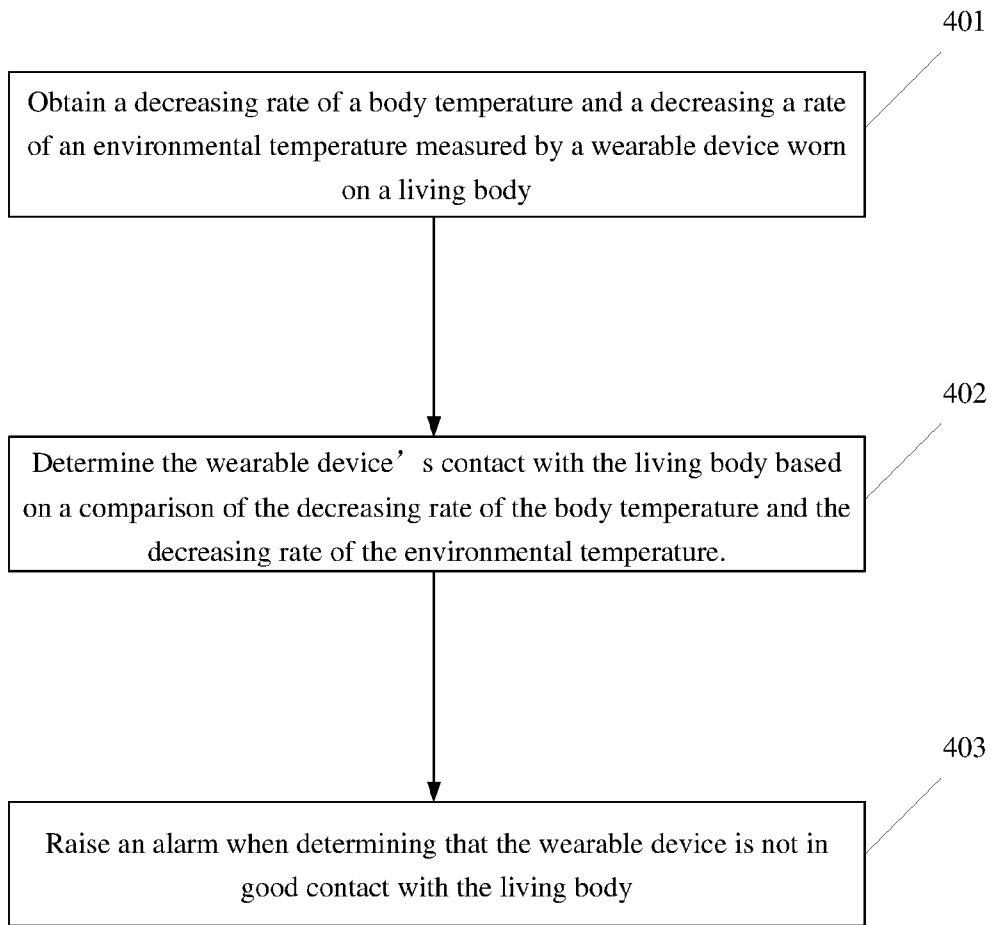 401
Obtain a decreasing rate of a body temperature and a decreasing a rate
of an environmental temperature measured by a wearable device worn
on a living body
402
Determine the wearable device’ s contact with the living body based
on a comparison of the decreasing rate of the body temperature and the
decreasing rate of the environmental temperature.
403
Raise an alarm when determining that the wearable device is not in
good contact with the living body